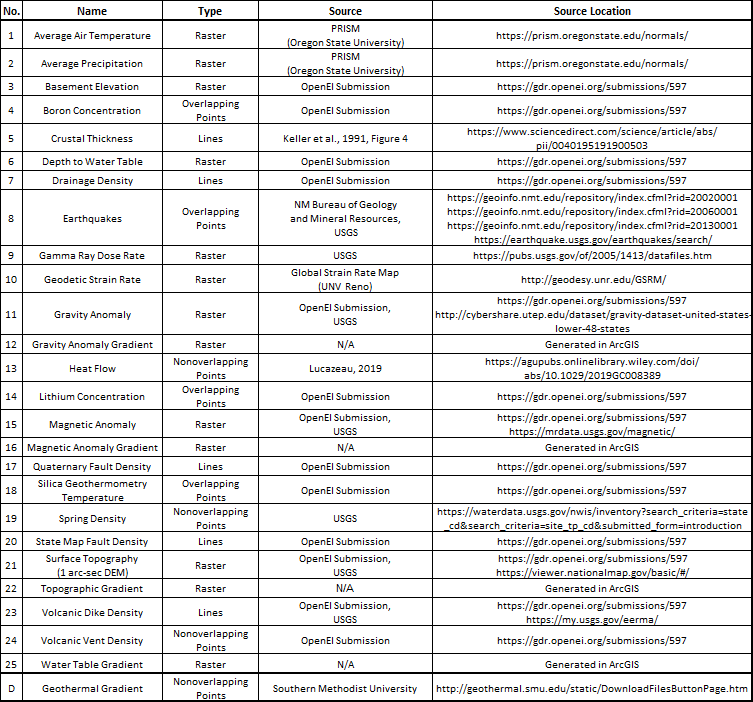 No. Name Type Source Source Location
1 Average Air Temperature Raster PRISM
(Oregon State University) https://prism.oregonstate.edu/normals/
2 Average Precipitation Raster PRISM
(Oregon State University) https://prism.oregonstate.edu/normals/
3 Basement Elevation Raster OpenEI Submission https://gdr.openei.org/submissions/597
4 Boron Concentration Overlapping
Points OpenEI Submission https://gdr.openei.org/submissions/597
5 Crustal Thickness Lines Keller et al., 1991, Figure 4 https://www.sciencedirect.com/science/article/abs/
pii/0040195191900503
6 Depth to Water Table Raster OpenEI Submission https://gdr.openei.org/submissions/597
7 Drainage Density Lines OpenEI Submission https://gdr.openei.org/submissions/597
8 Earthquakes Overlapping
Points NM Bureau of Geology
and Mineral Resources,
USGS https://geoinfo.nmt.edu/repository/index.cfml?rid=20020001
https://geoinfo.nmt.edu/repository/index.cfml?rid=20060001
https://geoinfo.nmt.edu/repository/index.cfml?rid=20130001
https://earthquake.usgs.gov/earthquakes/search/
9 Gamma Ray Dose Rate Raster USGS https://pubs.usgs.gov/of/2005/1413/datafiles.htm
10 Geodetic Strain Rate Raster Global Strain Rate Map
(UNV Reno) http://geodesy.unr.edu/GSRM/
11 Gravity Anomaly Raster OpenEI Submission,
USGS https://gdr.openei.org/submissions/597
http://cybershare.utep.edu/dataset/gravity-dataset-united-states-
lower-48-states
12 Gravity Anomaly Gradient Raster N/A Generated in ArcGIS
13 Heat Flow Nonoverlapping
Points Lucazeau, 2019 https://agupubs.onlinelibrary.wiley.com/doi/
abs/10.1029/2019GC008389
14 Lithium Concentration Overlapping
Points OpenEI Submission https://gdr.openei.org/submissions/597
15 Magnetic Anomaly Raster OpenEI Submission,
USGS https://gdr.openei.org/submissions/597
https://mrdata.usgs.gov/magnetic/
16 Magnetic Anomaly Gradient Raster N/A Generated in ArcGIS
17 Quaternary Fault Density Lines OpenEI Submission https://gdr.openei.org/submissions/597
18 Silica Geothermometry
Temperature Overlapping
Points OpenEI Submission https://gdr.openei.org/submissions/597
19 Spring Density Nonoverlapping
Points USGS https://waterdata.usgs.gov/nwis/inventory?search_criteria=state
_cd&search_criteria=site_tp_cd&submitted_form=introduction
20 State Map Fault Density Lines OpenEI Submission https://gdr.openei.org/submissions/597
21 Surface Topography
(1 arc-sec DEM) Raster OpenEI Submission,
USGS https://gdr.openei.org/submissions/597
https://viewer.nationalmap.gov/basic/#/
22 Topographic Gradient Raster N/A Generated in ArcGIS
23 Volcanic Dike Density Lines OpenEI Submission,
USGS https://gdr.openei.org/submissions/597
https://my.usgs.gov/eerma/
24 Volcanic Vent Density Nonoverlapping
Points OpenEI Submission https://gdr.openei.org/submissions/597
25 Water Table Gradient Raster N/A Generated in ArcGIS
D Geothermal Gradient Nonoverlapping
Points Southern Methodist University http://geothermal.smu.edu/static/DownloadFilesButtonPage.htm